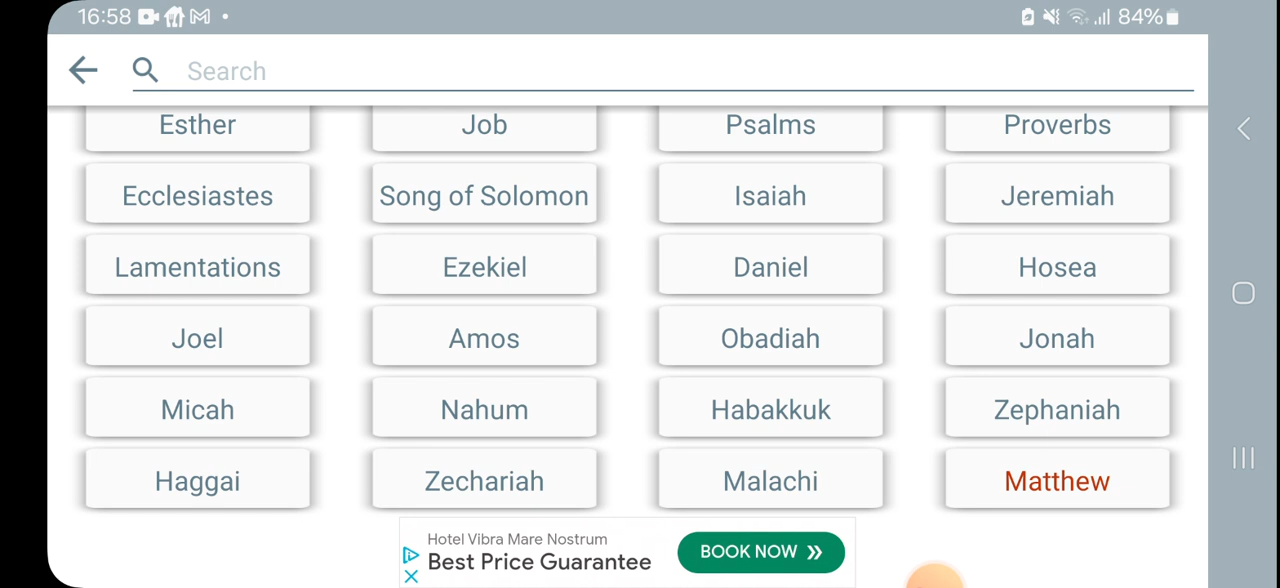 16:58 84%
Search
Esther Job Psalms Proverbs
Ecclesiastes Song of Solomon Isaiah Jeremiah
Lamentations Ezekiel Daniel Hosea
Joel Amos Obadiah Jonah
Micah Nahum Habakkuk Zephaniah
Haggai Zechariah Malachi Matthew
Hotel Vibra Mare Nostrum
Best Price Guarantee
BOOK NOW »